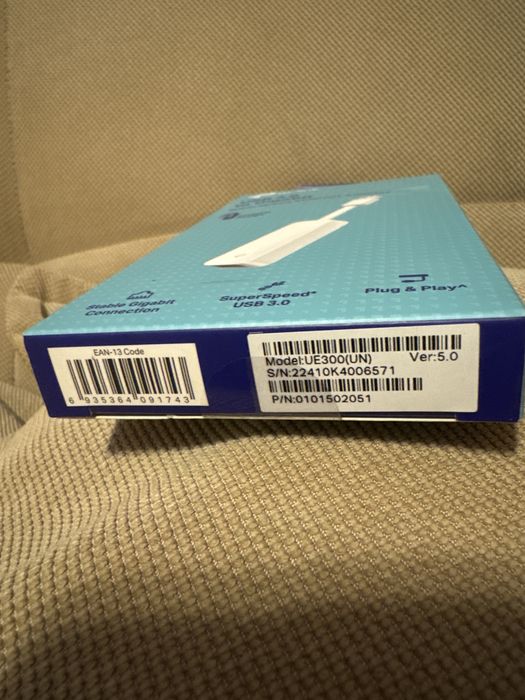 Stable Gigabit
Connection
SuperSpeed*
USB 3.0
Plug & Play^
EAN-13 Code
6 935364 091743
Model:UE300(UN) Ver:5.0
S/N:22410K4006571
P/N:0101502051